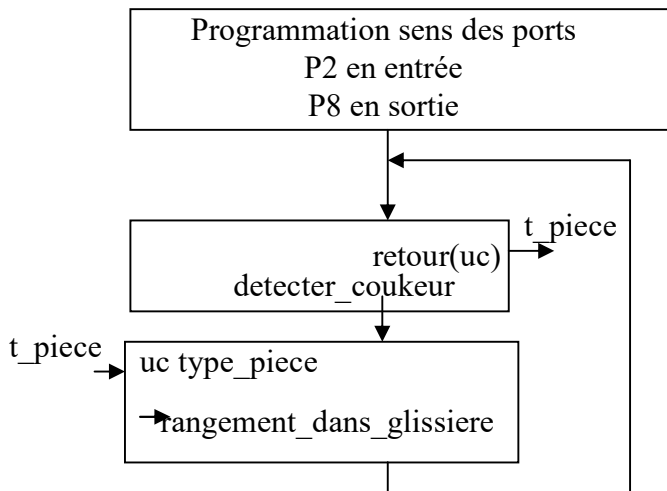 Programmation sens des ports
P2 en entrée
P8 en sortie
t_piece
retour(uc)
detecter_coukeur
t_piece
uc type_piece
rangement_dans_glissiere